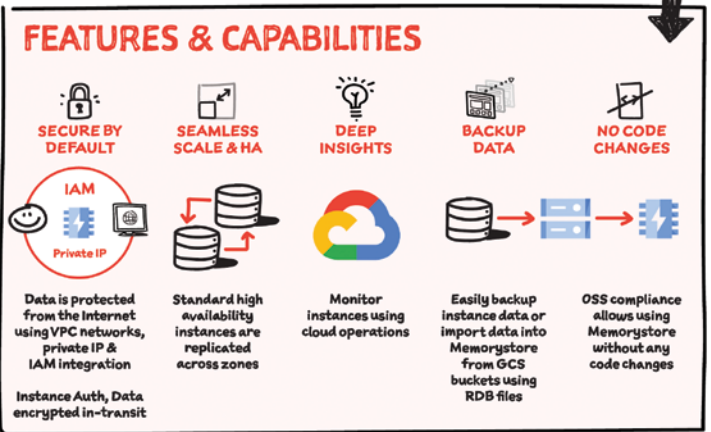 FEATURES & CAPABILITIES
SECURE BY
DEFAULT
IAM
Private IP
Data is protected
from the Internet
using VPC networks,
private IP &
IAM integration
Instance Auth, Data
encrypted in-transit
SEAMLESS
SCALE & HA
Standard high
availability
instances are
replicated
across zones
DEEP
INSIGHTS
Monitor
instances using
cloud operations
BACKUP
DATA
Easily backup
instance data or
import data into
Memorystore
from GCS
buckets using
RDB files
NO CODE
CHANGES
OSS compliance
allows using
Memorystore
without any
code changes